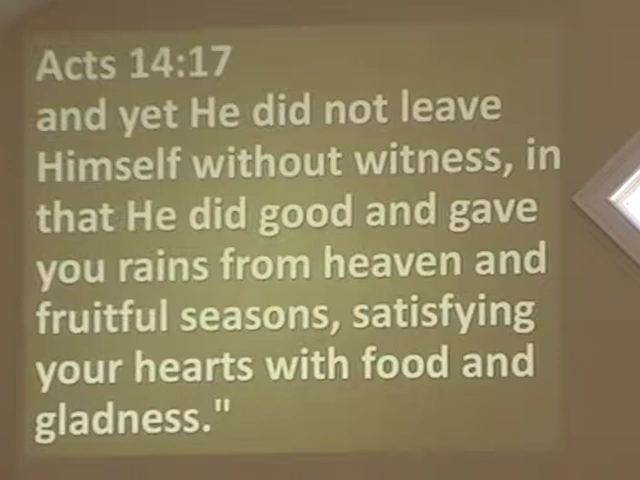 Acts 14:17
and yet He did not leave
Himself without witness, in
that He did good and gave
you rains from heaven and
fruitful seasons, satisfying
your hearts with food and
gladness."